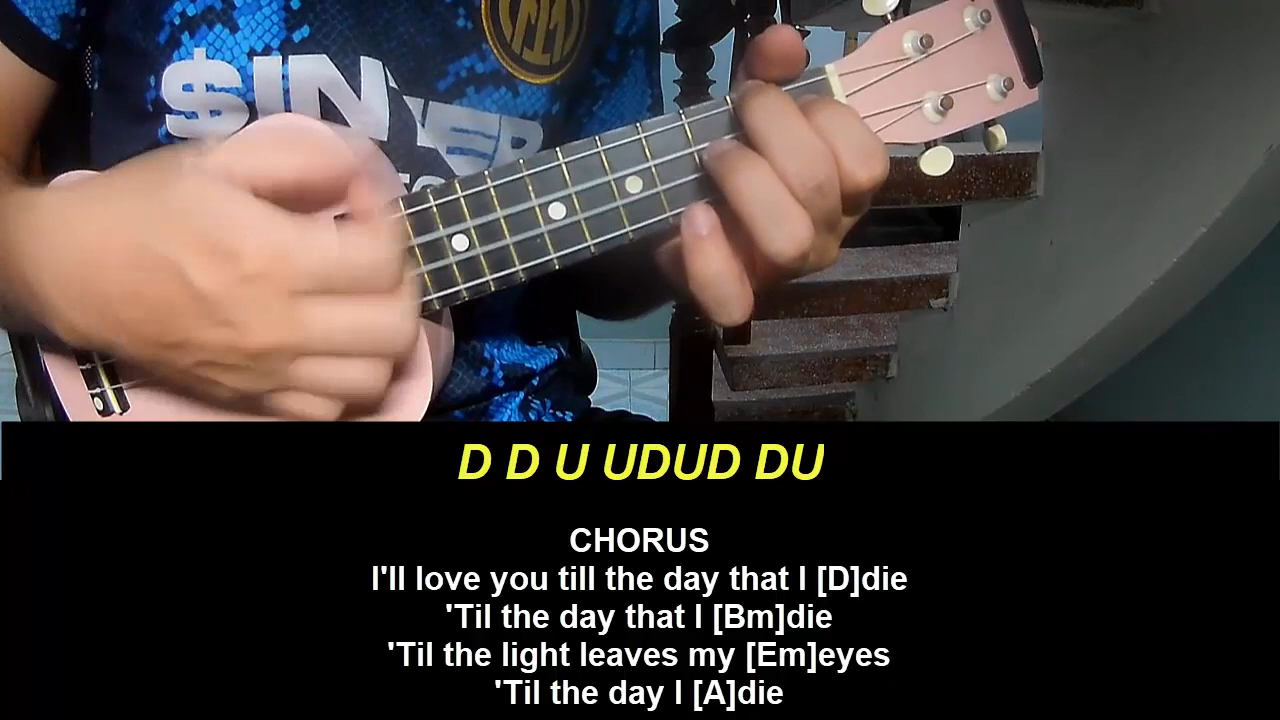 $INTER
D D U UDUD DU
CHORUS
I'll love you till the day that I [D]die
'Til the day that I [Bm]die
'Til the light leaves my [Em]eyes
'Til the day I [A]die